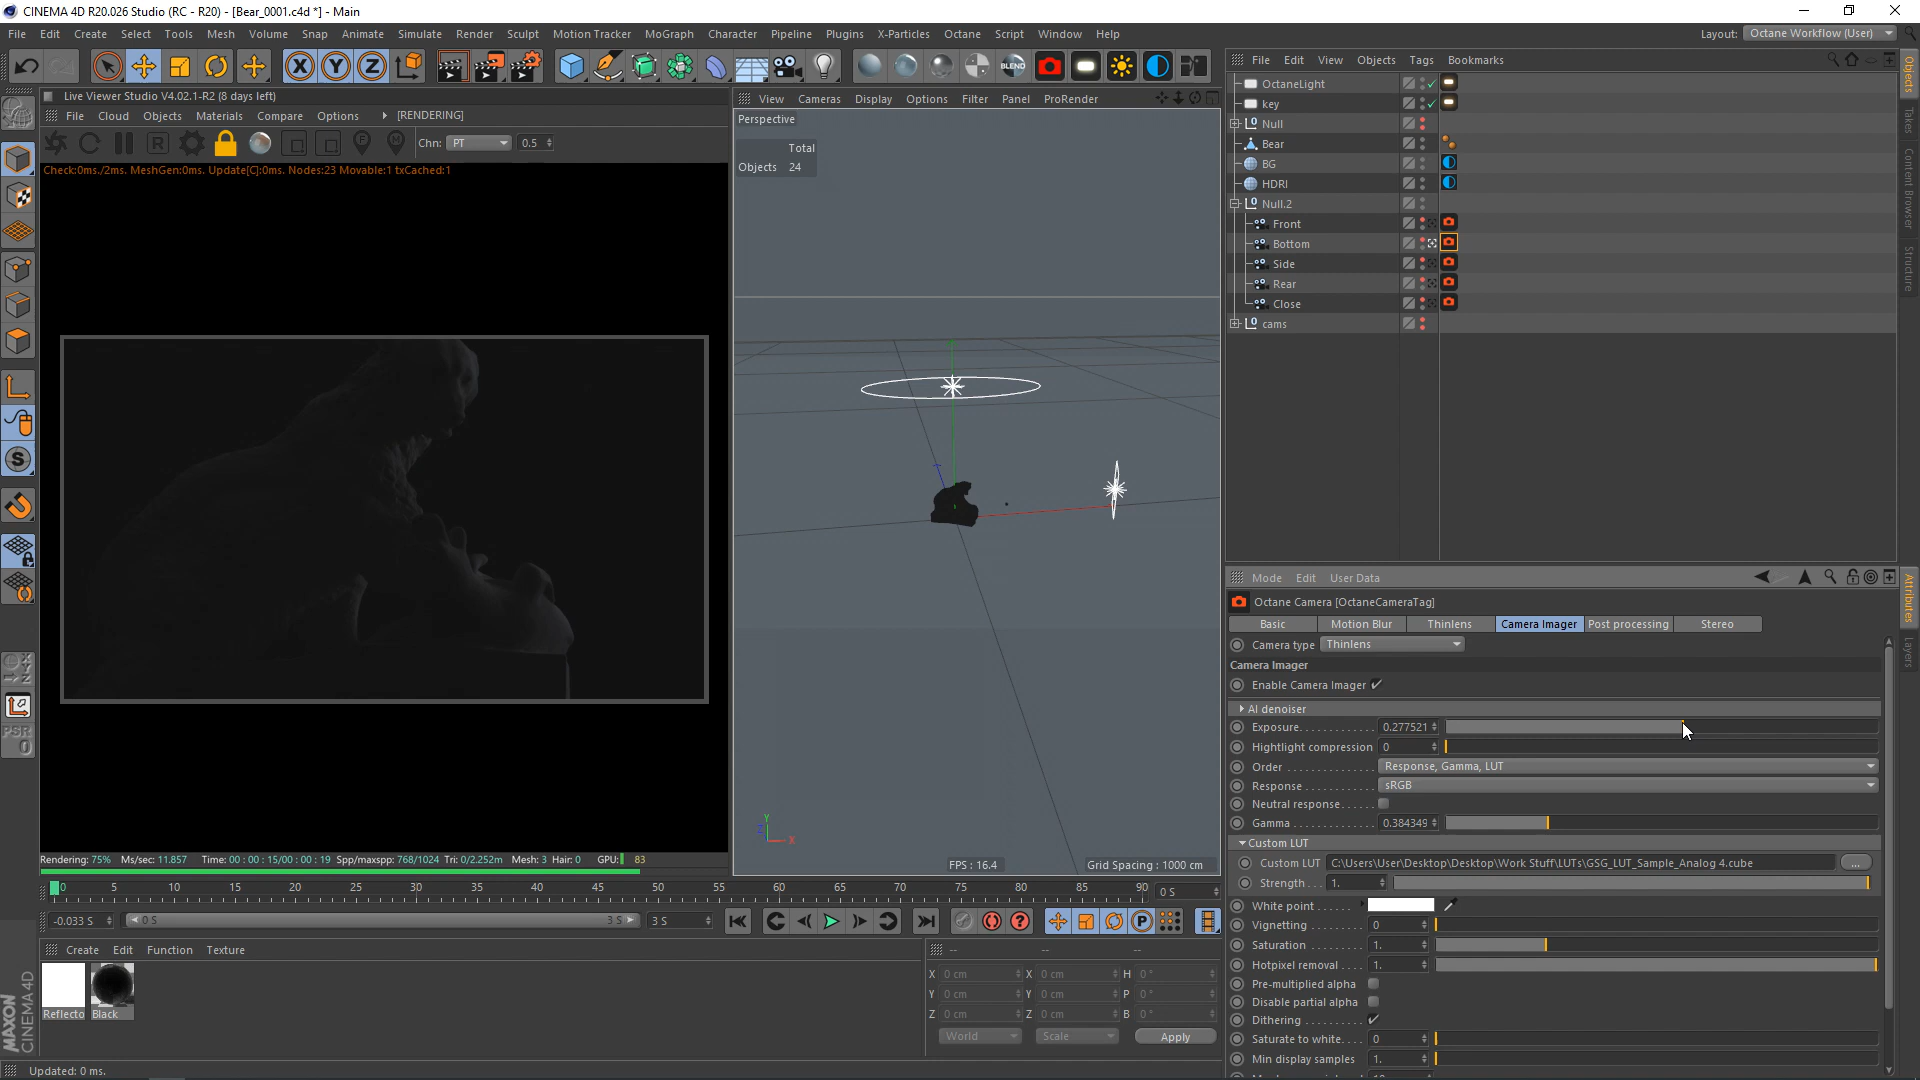 CINEMA 4D R20.026 Studio (RC - R20) - [Bear_0001.c4d *] - Main
File Edit Create Select Tools Mesh Volume Snap Animate Simulate Render Sculpt Motion Tracker MoGraph Character Pipeline Plugins X-Particles Octane Script Window Help
Layout: Octane Workflow (User)
BLEND
File Edit View Objects Tags Bookmarks
Live Viewer Studio V4.02.1-R2 (8 days left)
File Cloud Objects Materials Compare Options [RENDERING]
Chn: PT 0.5
Check:0ms./2ms. MeshGen:0ms. Update[C]:0ms. Nodes:23 Movable:1 txCached:1
View Cameras Display Options Filter Panel ProRender
Perspective
Total
Objects 24
OctaneLight
key
Null
Bear
BG
HDRI
Null.2
Front
Bottom
Side
Rear
Close
cams
Objects
Takes
Content Browser
Structure
Mode Edit User Data
Octane Camera [OctaneCameraTag]
Basic Motion Blur Thinlens Camera Imager Post processing Stereo
Camera type Thinlens
Camera Imager
Enable Camera Imager
AI denoiser
Exposure 0.277521
Hightlight compression 0
Order Response, Gamma, LUT
Response sRGB
Neutral response
Gamma 0.384349
Custom LUT
Custom LUT C:\Users\User\Desktop\Desktop\Work Stuff\LUTs\GSG_LUT_Sample_Analog 4.cube ...
Strength 1.
White point
Vignetting 0
Saturation 1.
Hotpixel removal 1.
Pre-multiplied alpha
Disable partial alpha
Dithering
Saturate to white 0
Min display samples 1.
Attributes
Layers
FPS : 16.4 Grid Spacing : 1000 cm
Rendering: 75% Ms/sec: 11.857 Time: 00 : 00 : 15/00 : 00 : 19 Spp/maxspp: 768/1024 Tri: 0/2.252m Mesh: 3 Hair: 0 GPU: 83
0 5 10 15 20 25 30 35 40 45 50 55 60 65 70 75 80 85 90 0 S
-0.033 S 0 S 3 S 3 S
Create Edit Function Texture
Reflecto Black
-- -- --
X 0 cm X 0 cm H 0 °
Y 0 cm Y 0 cm P 0 °
Z 0 cm Z 0 cm B 0 °
World Scale Apply
MAXON
CINEMA 4D
PSR
0
Updated: 0 ms.